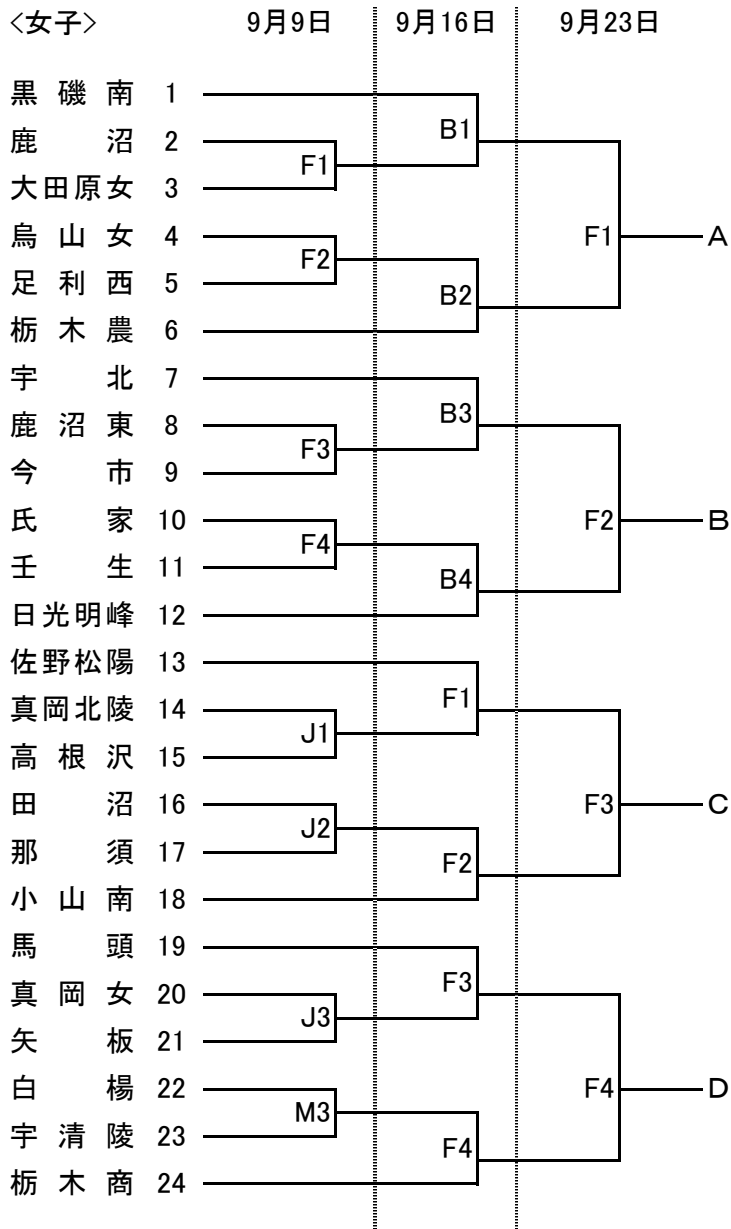 <女子> 9月9日 9月16日 9月23日
黒磯南 1
B1
鹿沼 2
F1
大田原女 3
烏山女 4
F1 A
F2
足利西 5
B2
栃木農 6
宇北 7
B3
鹿沼東 8
F3
今市 9
氏家 10
F2 B
F4
壬生 11
B4
日光明峰 12
佐野松陽 13
F1
真岡北陵 14
J1
高根沢 15
田沼 16
F3 C
J2
那須 17
F2
小山南 18
馬頭 19
F3
真岡女 20
J3
矢板 21
白楊 22
F4 D
M3
宇清陵 23
F4
栃木商 24